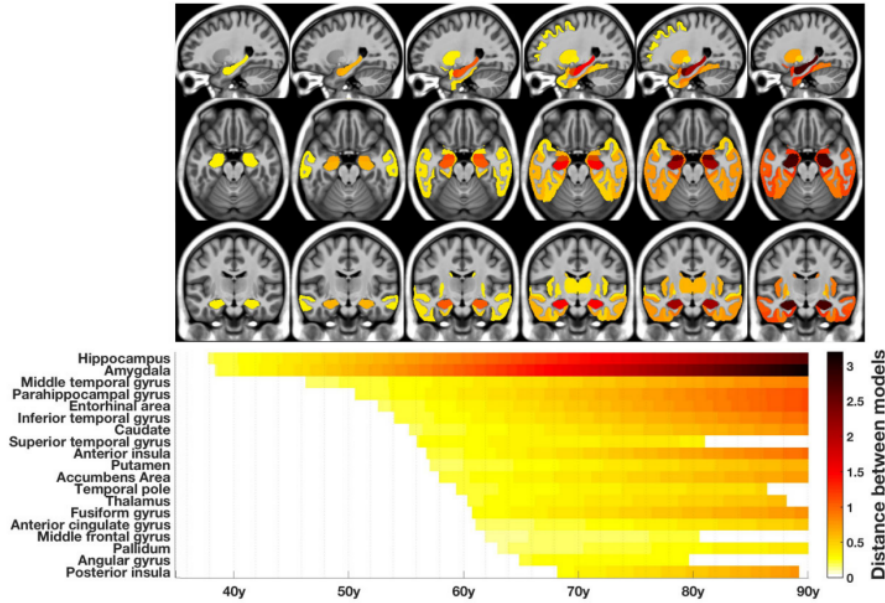 Hippocampus
Amygdala
Middle temporal gyrus
Parahippocampal gyrus
Entorhinal area
Inferior temporal gyrus
Caudate
Superior temporal gyrus
Anterior insula
Putamen
Accumbens Area
Temporal pole
Thalamus
Fusiform gyrus
Anterior cingulate gyrus
Middle frontal gyrus
Pallidum
Angular gyrus
Posterior insula
40y 50y 60y 70y 80y 90y
3
2.5
2
1.5
1
0.5
0
Distance between models